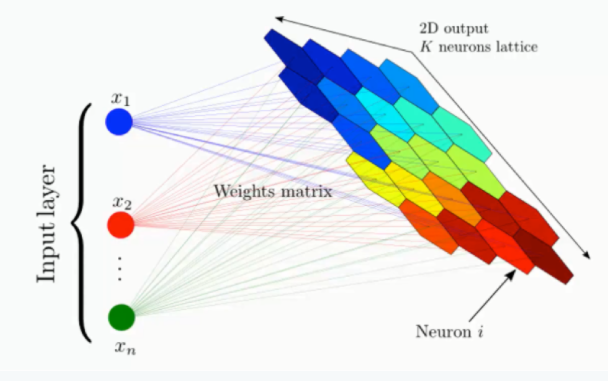 2D output
K neurons lattice
x₁
Input layer
Weights matrix
x₂
⋮
Neuron i
xₙ